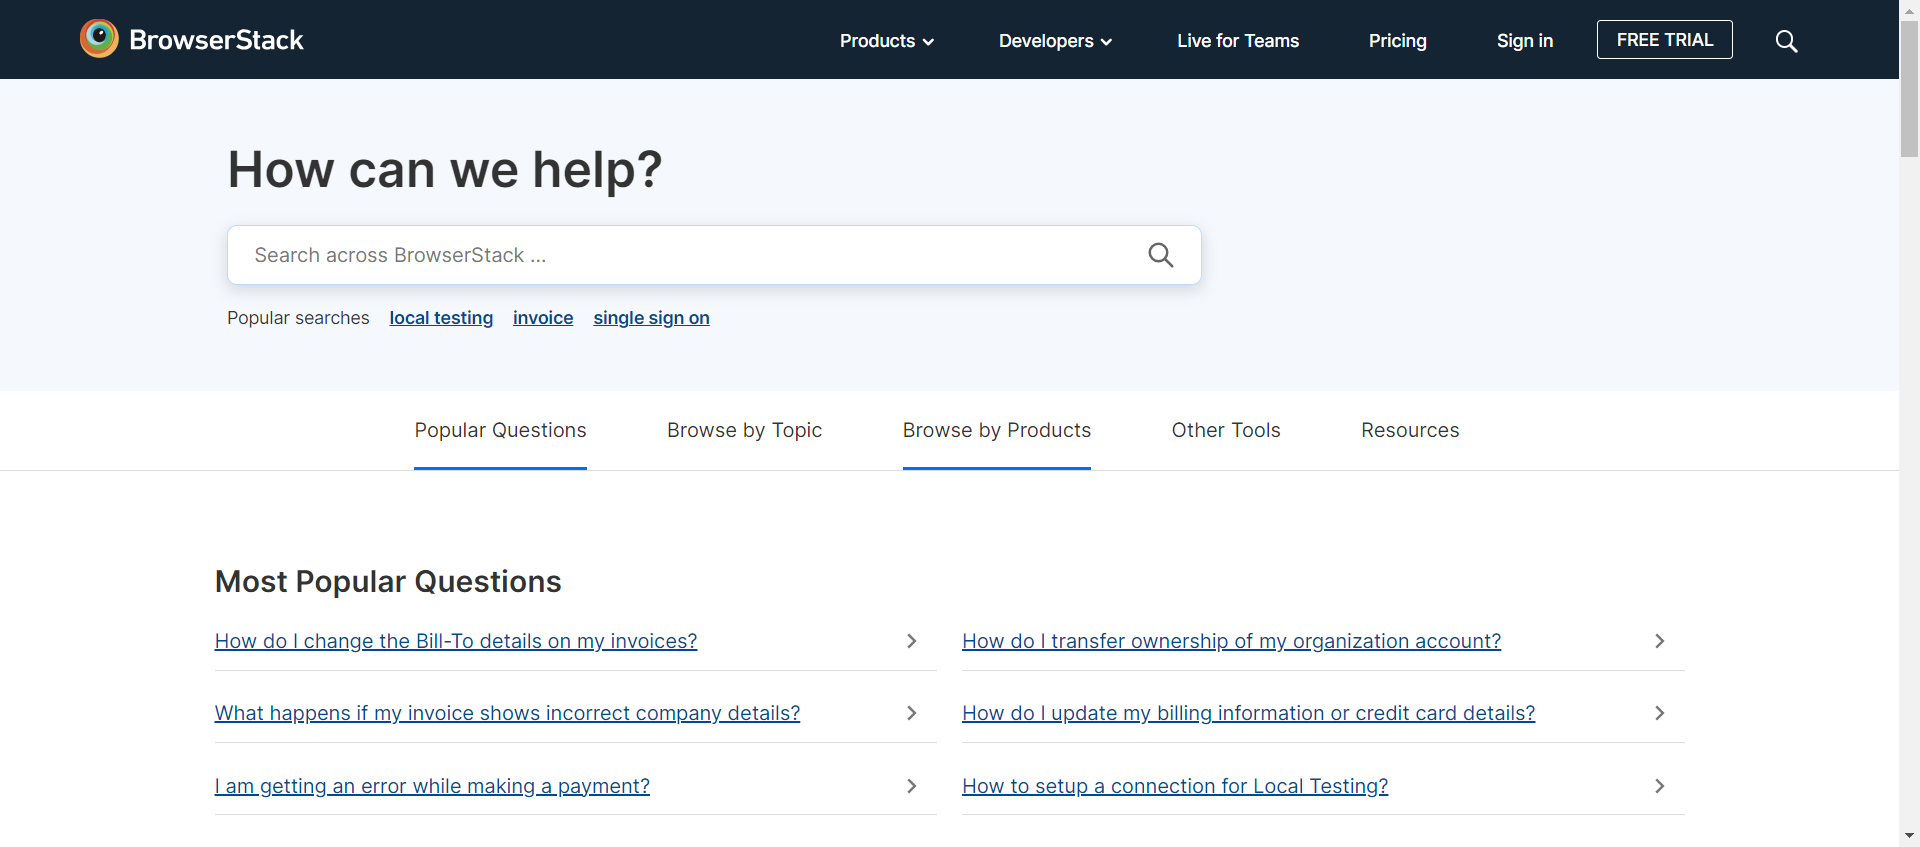 BrowserStack
Products
Developers
Live for Teams
Pricing
Sign in
FREE TRIAL
How can we help?
Search across BrowserStack ...
Popular searches local testing invoice single sign on
Popular Questions
Browse by Topic
Browse by Products
Other Tools
Resources
Most Popular Questions
How do I change the Bill-To details on my invoices?
How do I transfer ownership of my organization account?
What happens if my invoice shows incorrect company details?
How do I update my billing information or credit card details?
I am getting an error while making a payment?
How to setup a connection for Local Testing?